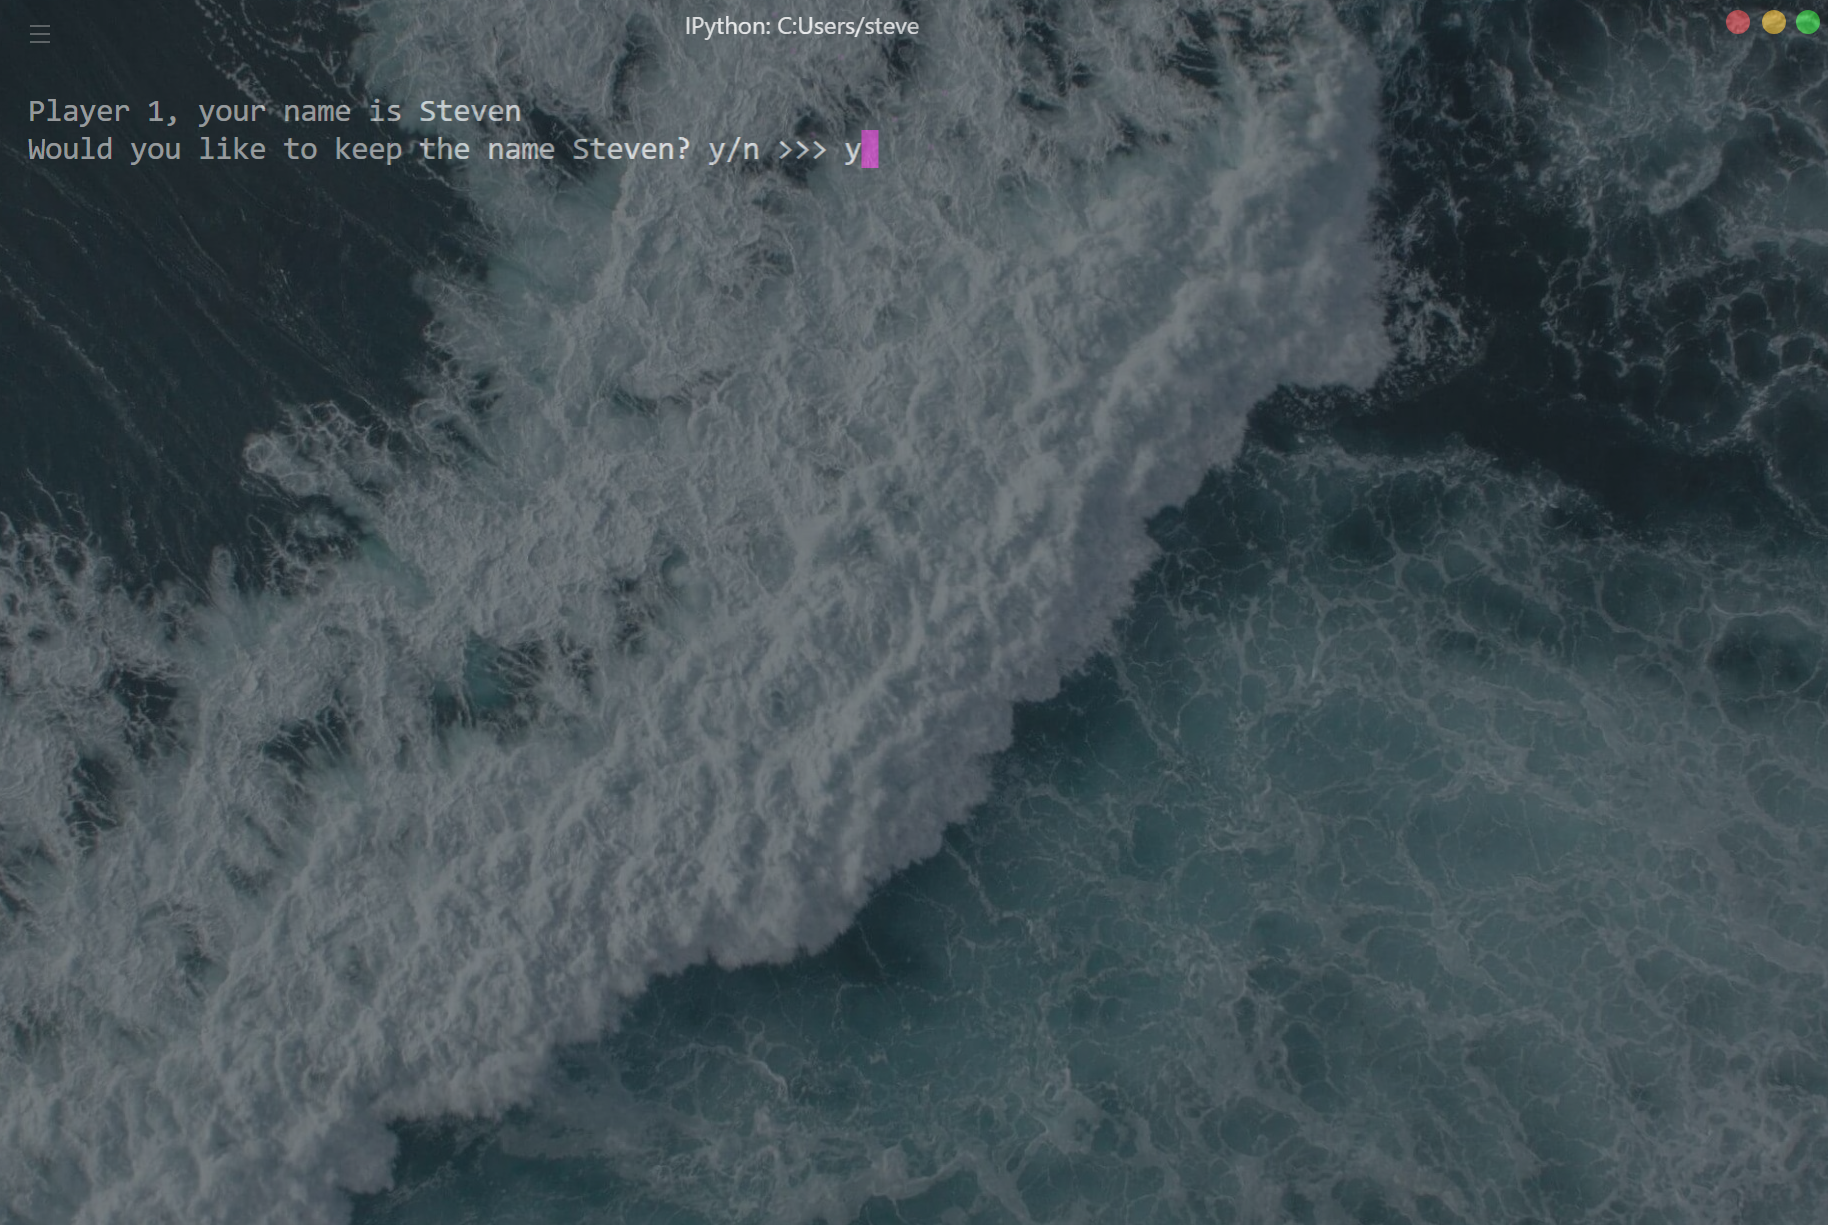 IPython: C:Users/steve
Player 1, your name is Steven
Would you like to keep the name Steven? y/n >>> y